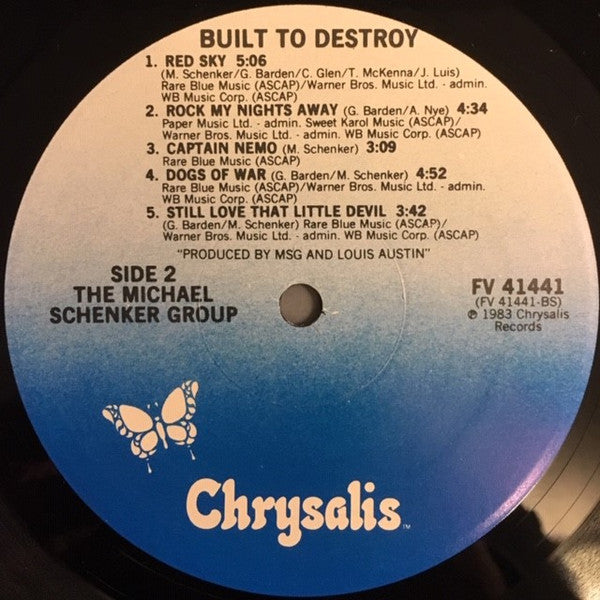 BUILT TO DESTROY
1. RED SKY 5:06
(M. Schenker/G. Barden/C. Glen/T. McKenna/J. Luis)
Rare Blue Music (ASCAP)/Warner Bros. Music Ltd. - admin.
WB Music Corp. (ASCAP)
2. ROCK MY NIGHTS AWAY (G. Barden/A. Nye) 4:34
Paper Music Ltd. - admin. Sweet Karol Music (ASCAP)/
Warner Bros. Music Ltd. - admin. WB Music Corp. (ASCAP)
3. CAPTAIN NEMO (M. Schenker) 3:09
Rare Blue Music (ASCAP)
4. DOGS OF WAR (G. Barden/M. Schenker) 4:52
Rare Blue Music (ASCAP)/Warner Bros. Music Ltd. - admin.
WB Music Corp. (ASCAP)
5. STILL LOVE THAT LITTLE DEVIL 3:42
(G. Barden/M. Schenker) Rare Blue Music (ASCAP)/
Warner Bros. Music Ltd. - admin. WB Music Corp. (ASCAP)
"PRODUCED BY MSG AND LOUIS AUSTIN"
SIDE 2
THE MICHAEL
SCHENKER GROUP
FV 41441
(FV 41441-BS)
℗ 1983 Chrysalis
Records
Chrysalis™